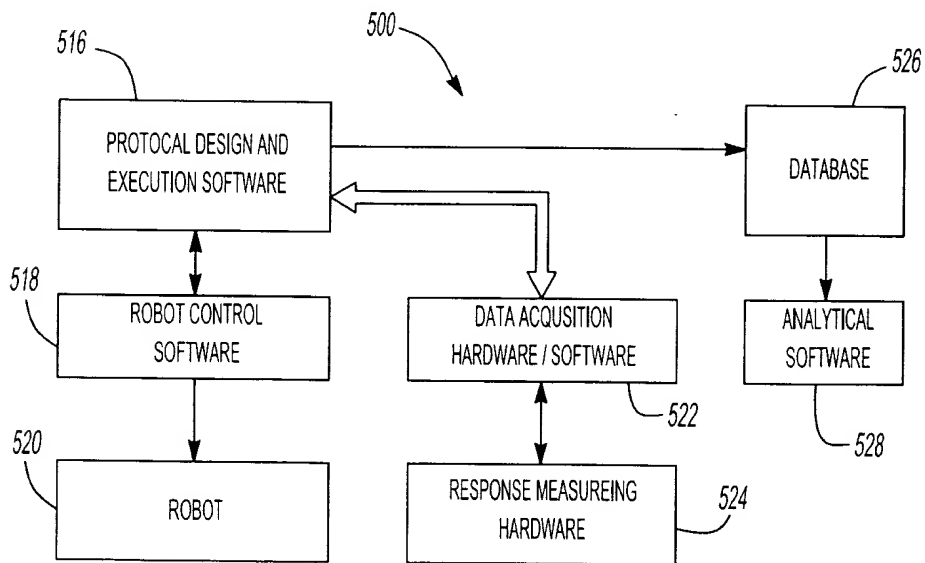 500
516
526
PROTOCAL DESIGN AND
EXECUTION SOFTWARE
DATABASE
518
ROBOT CONTROL
SOFTWARE
DATA ACQUSITION
HARDWARE / SOFTWARE
ANALYTICAL
SOFTWARE
522
528
520
ROBOT
RESPONSE MEASUREING
HARDWARE
524